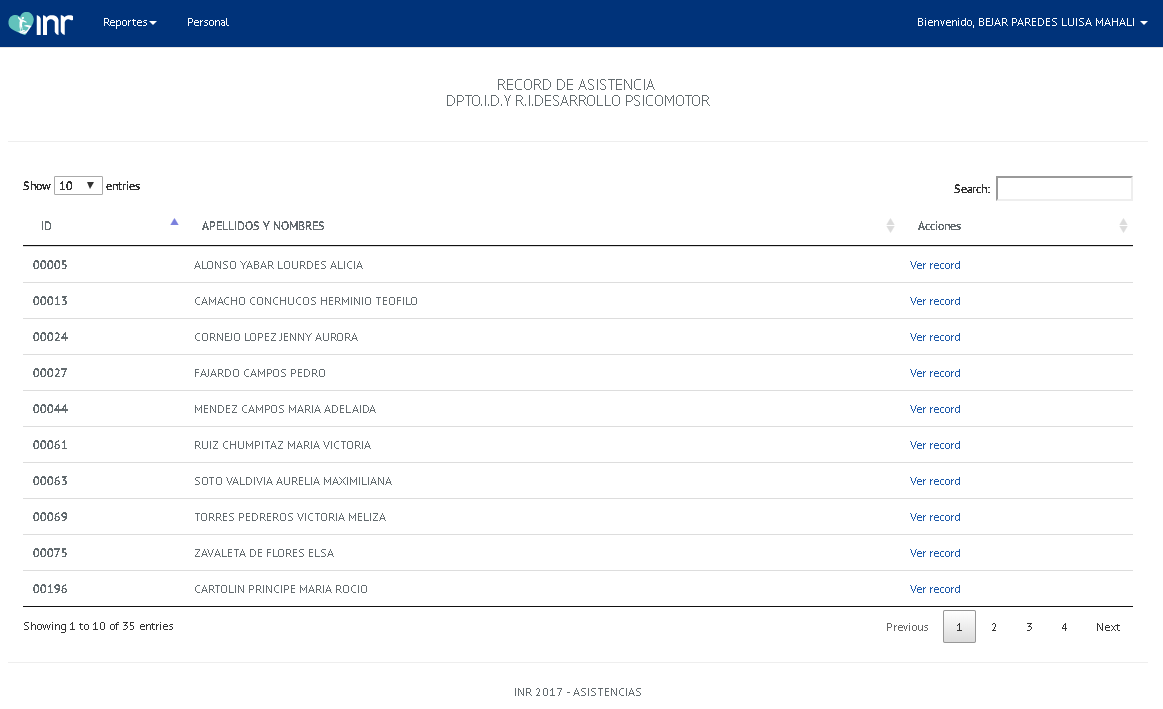 inr Reportes Personal Bienvenido, BEJAR PAREDES LUISA MAHALI
RECORD DE ASISTENCIA
DPTO.I.D.Y R.I.DESARROLLO PSICOMOTOR
Show 10 entries Search:
ID APELLIDOS Y NOMBRES Acciones
00005 ALONSO YABAR LOURDES ALICIA Ver record
00013 CAMACHO CONCHUCOS HERMINIO TEOFILO Ver record
00024 CORNEJO LOPEZ JENNY AURORA Ver record
00027 FAJARDO CAMPOS PEDRO Ver record
00044 MENDEZ CAMPOS MARIA ADELAIDA Ver record
00061 RUIZ CHUMPITAZ MARIA VICTORIA Ver record
00063 SOTO VALDIVIA AURELIA MAXIMILIANA Ver record
00069 TORRES PEDREROS VICTORIA MELIZA Ver record
00075 ZAVALETA DE FLORES ELSA Ver record
00196 CARTOLIN PRINCIPE MARIA ROCIO Ver record
Showing 1 to 10 of 35 entries Previous 1 2 3 4 Next
INR 2017 - ASISTENCIAS